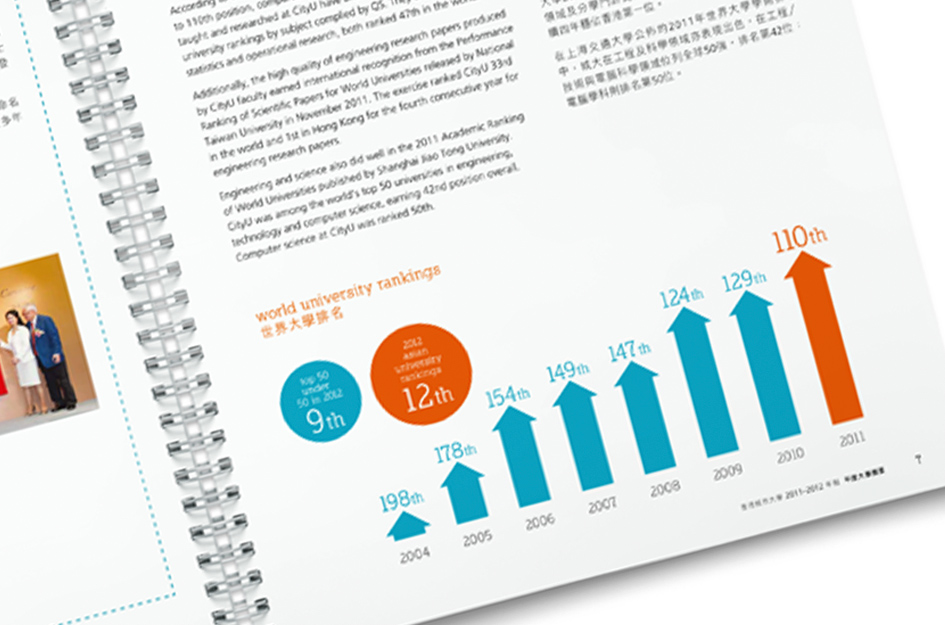 命名
多年
According to
to 110th position, comp
taught and researched at CityU have
university rankings by subject compiled by QS. They
statistics and operational research, both ranked 47th in the wor
Additionally, the high quality of engineering research papers produced
by CityU faculty earned international recognition from the Performance
Ranking of Scientific Papers for World Universities released by National
Taiwan University in November 2011. The exercise ranked CityU 33rd
in the world and 1st in Hong Kong for the fourth consecutive year for
engineering research papers.
Engineering and science also did well in the 2011 Academic Ranking
of World Universities published by Shanghai Jiao Tong University.
CityU was among the world's top 50 universities in engineering,
technology and computer science, earning 42nd position overall.
Computer science at CityU was ranked 50th.
領域及分學門
續四年穩佔香港第一位。
在上海交通大學公佈的2011年世界大學學術
中，城大在工程及科學領域亦表現出色，在工程/
技術與電腦科學領域位列全球50強，排名第42位；
電腦學科則排名第50位。
world university rankings
世界大學排名
top 50
under
50 in 2012
9th
2012
asian
university
rankings
12th
198th
178th
154th
149th
147th
124th
129th
110th
2004
2005
2006
2007
2008
2009
2010
2011
香港城市大學 2011–2012 年報
7